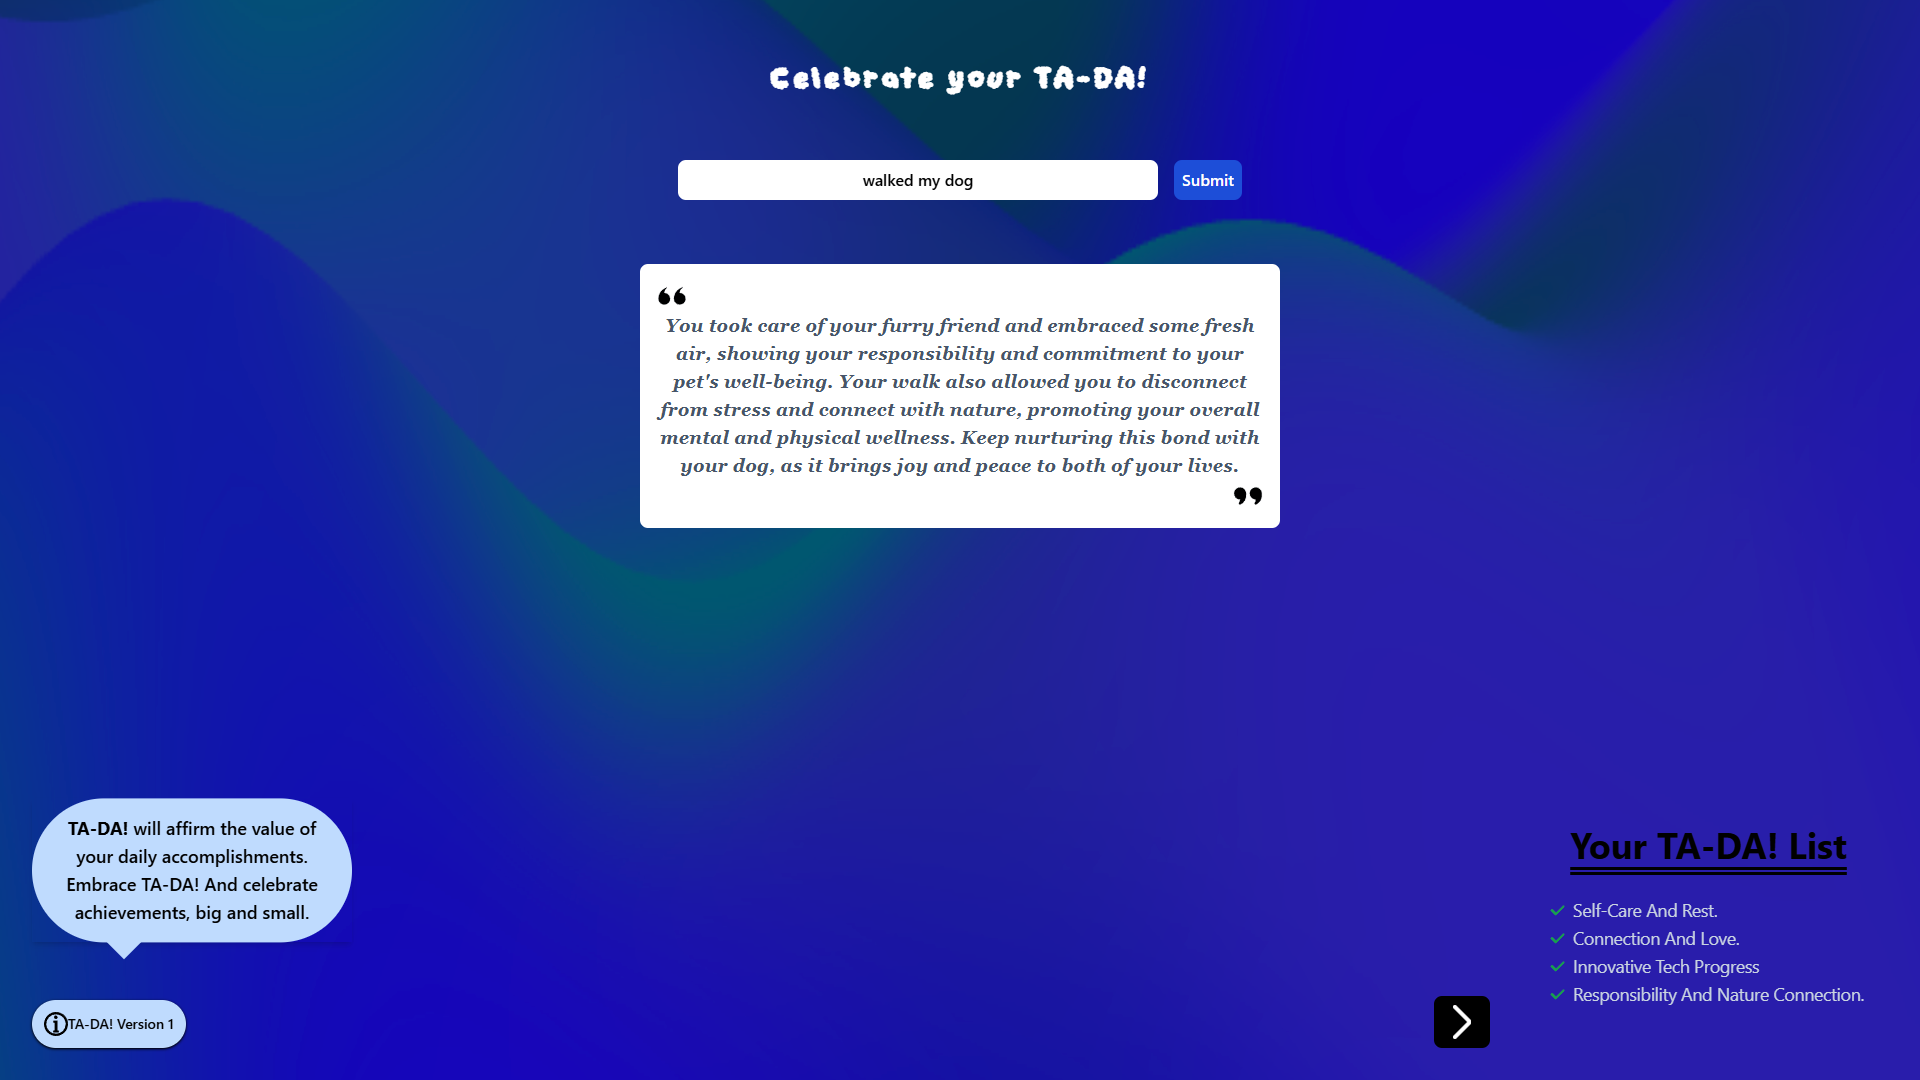 Celebrate your TA-DA!
walked my dog
Submit
❝
You took care of your furry friend and embraced some fresh
air, showing your responsibility and commitment to your
pet's well-being. Your walk also allowed you to disconnect
from stress and connect with nature, promoting your overall
mental and physical wellness. Keep nurturing this bond with
your dog, as it brings joy and peace to both of your lives.
❞
TA-DA! will affirm the value of
your daily accomplishments.
Embrace TA-DA! And celebrate
achievements, big and small.
TA-DA! Version 1
Your TA-DA! List
Self-Care And Rest.
Connection And Love.
Innovative Tech Progress
Responsibility And Nature Connection.